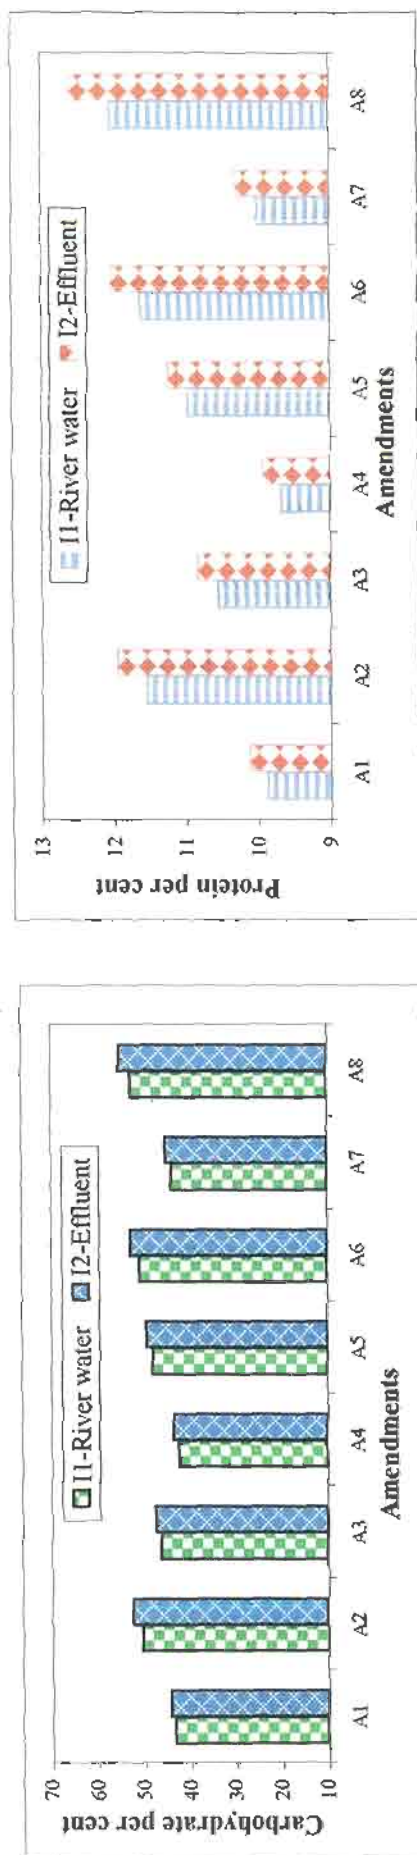 I1-River water I2-Effluent
70
60
50
40
30
20
10
Carbohydrate per cent
A1 A2 A3 A4 A5 A6 A7 A8
Amendments
I1-River water I2-Effluent
13
12
11
10
9
Protein per cent
A1 A2 A3 A4 A5 A6 A7 A8
Amendments